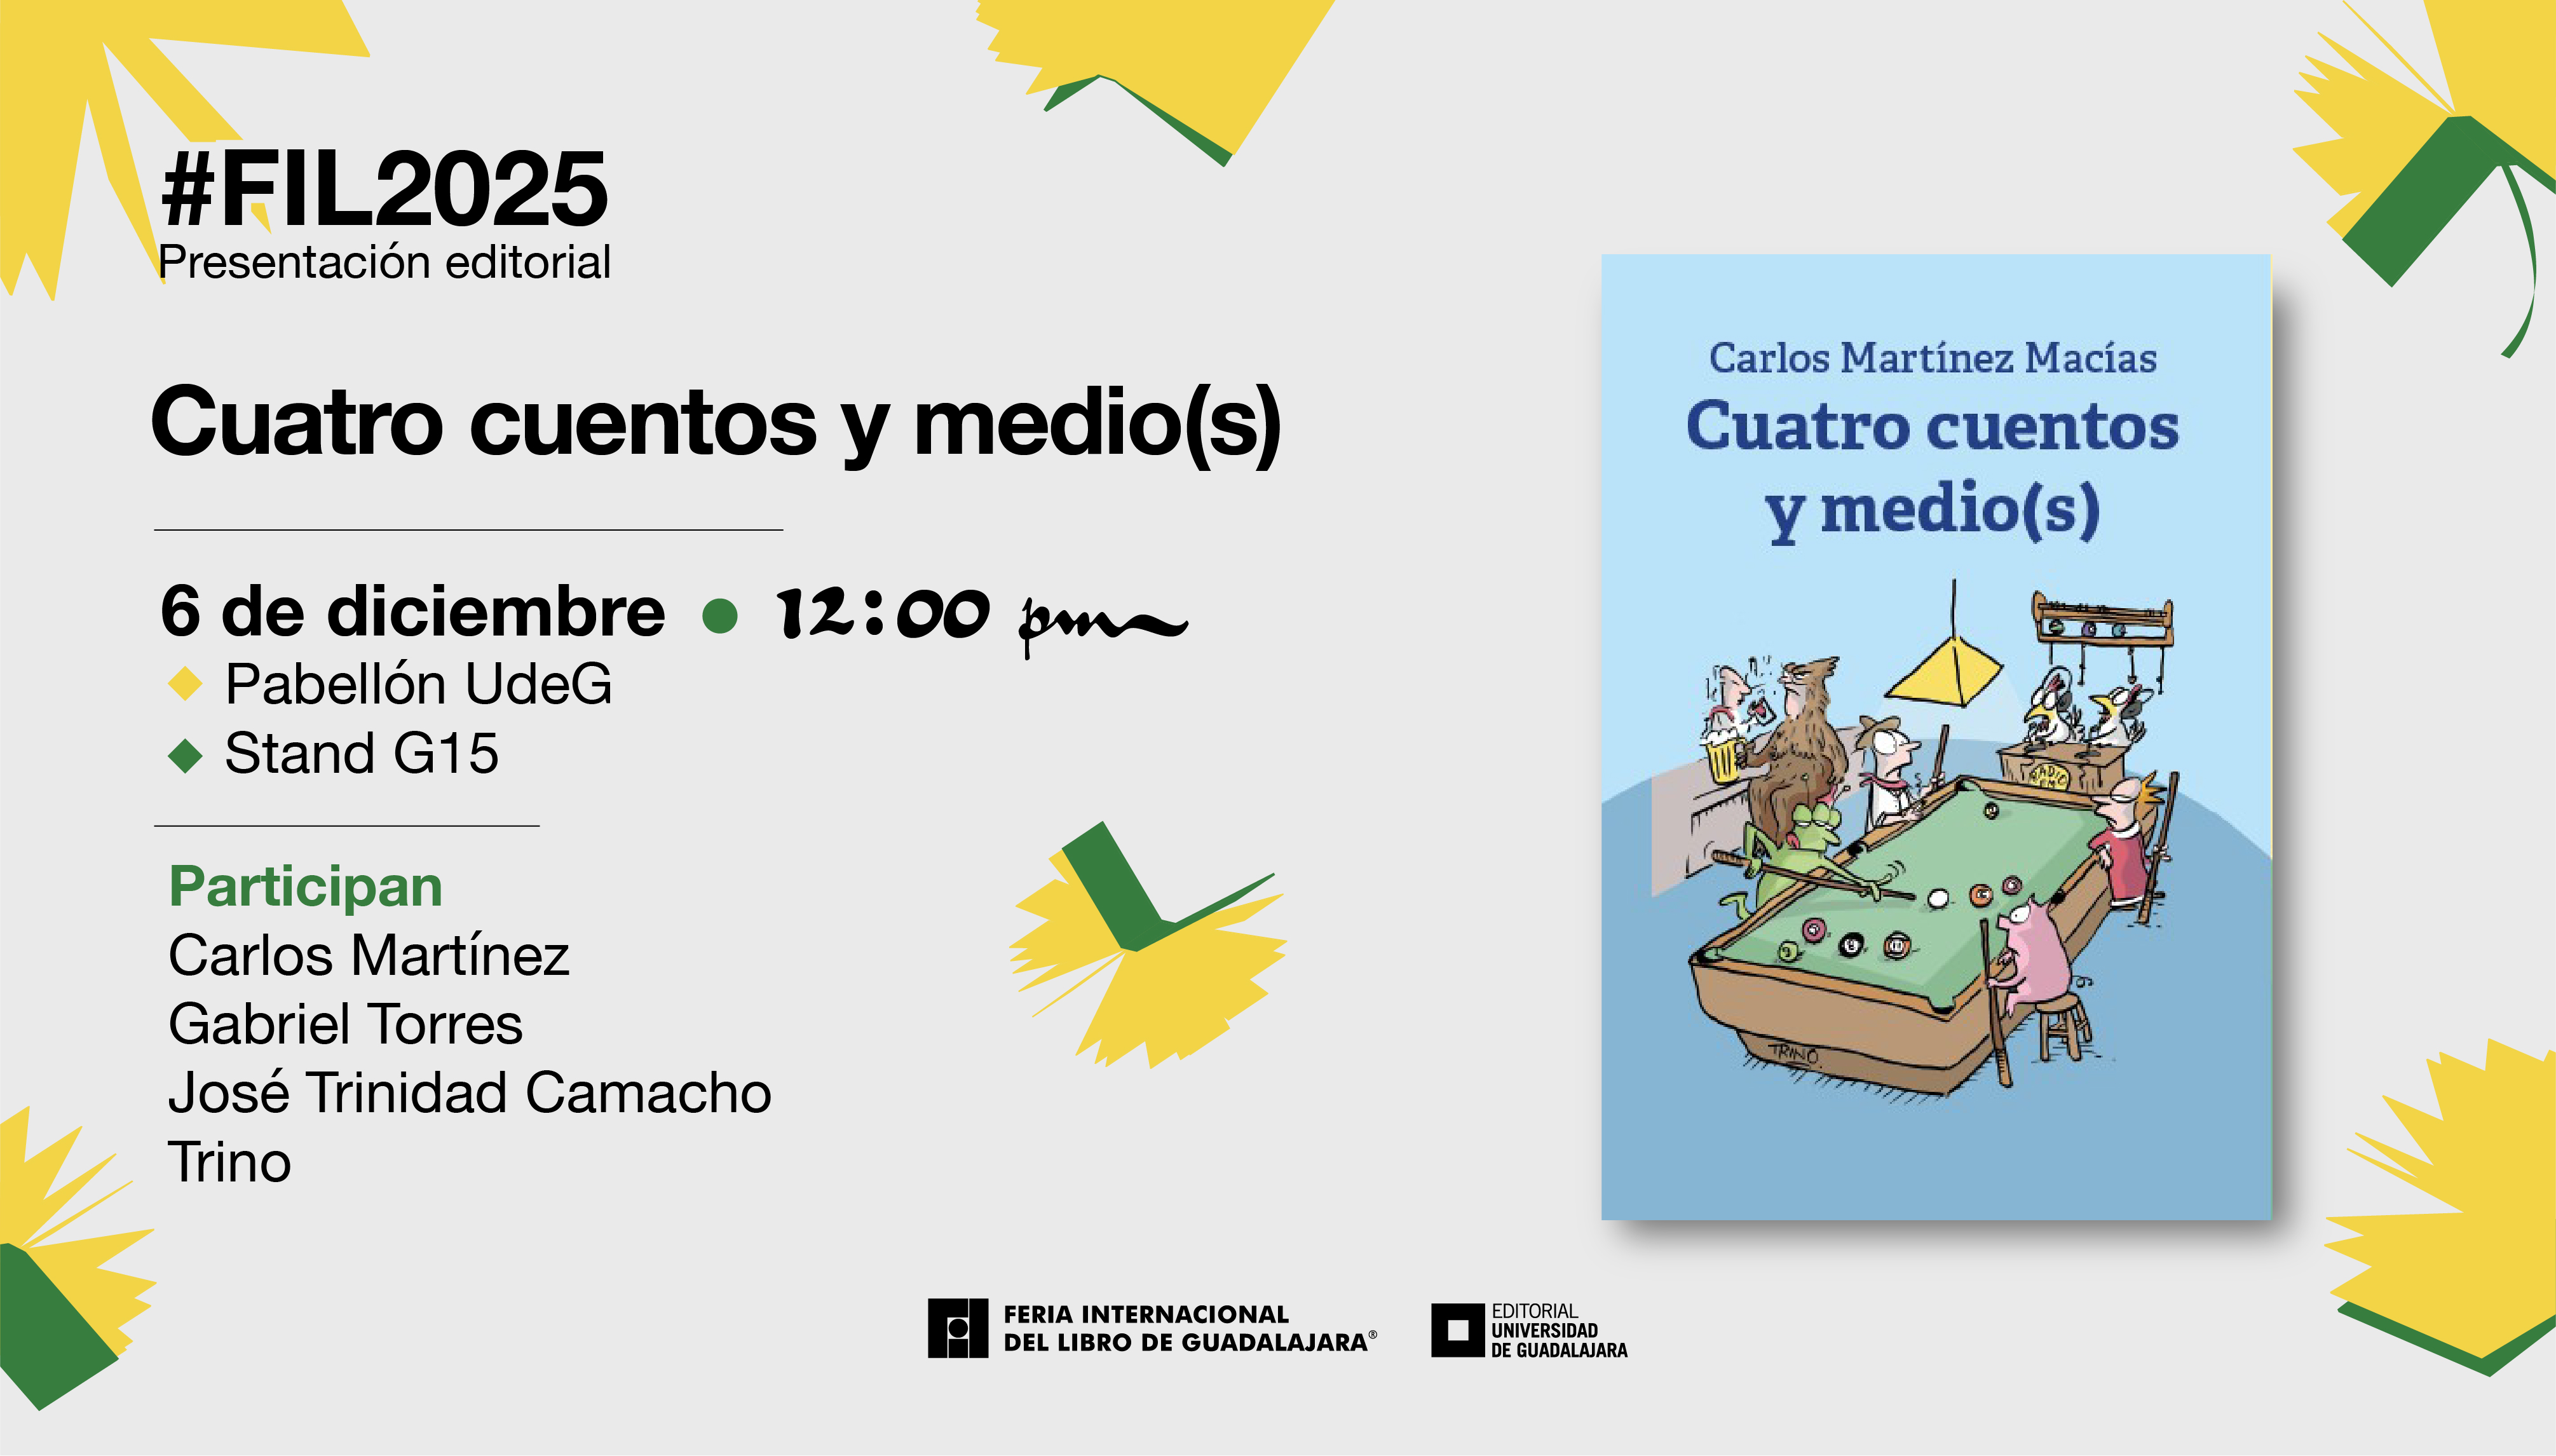 #FIL2025
Presentación editorial
Cuatro cuentos y medio(s)
6 de diciembre • 12:00 pm
Pabellón UdeG
Stand G15
Participan
Carlos Martínez
Gabriel Torres
José Trinidad Camacho
Trino
Carlos Martínez Macías
Cuatro cuentos
y medio(s)
RADIO
TRINO
FERIA INTERNACIONAL
DEL LIBRO DE GUADALAJARA®
EDITORIAL
UNIVERSIDAD
DE GUADALAJARA